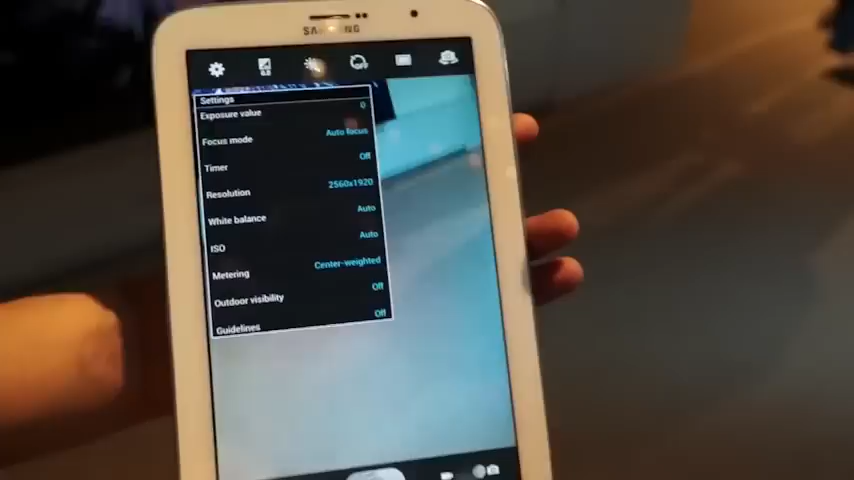 SAMSUNG
OFF
Settings
Exposure value 0
Focus mode Auto focus
Timer Off
Resolution 2560x1920
White balance Auto
ISO Auto
Metering Center-weighted
Outdoor visibility Off
Guidelines Off